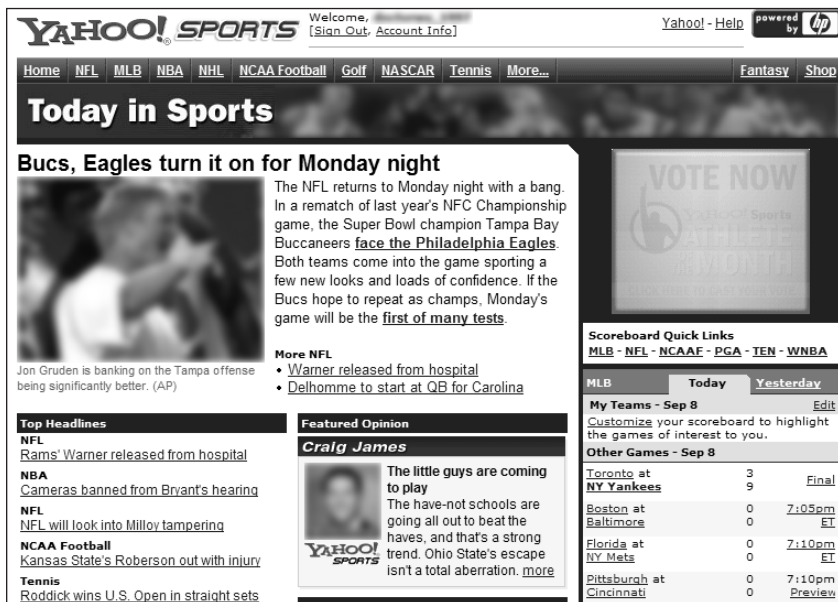 YAHOO! SPORTS
Welcome,
[Sign Out, Account Info]
Yahoo! - Help
powered by hp
Home NFL MLB NBA NHL NCAA Football Golf NASCAR Tennis More... Fantasy Shop
Today in Sports
Bucs, Eagles turn it on for Monday night
The NFL returns to Monday night with a bang.
In a rematch of last year's NFC Championship
game, the Super Bowl champion Tampa Bay
Buccaneers face the Philadelphia Eagles.
Both teams come into the game sporting a
few new looks and loads of confidence. If the
Bucs hope to repeat as champs, Monday's
game will be the first of many tests.
Jon Gruden is banking on the Tampa offense
being significantly better. (AP)
More NFL
• Warner released from hospital
• Delhomme to start at QB for Carolina
Top Headlines
NFL
Rams' Warner released from hospital
NBA
Cameras banned from Bryant's hearing
NFL
NFL will look into Milloy tampering
NCAA Football
Kansas State's Roberson out with injury
Tennis
Roddick wins U.S. Open in straight sets
Featured Opinion
Craig James
The little guys are coming
to play
The have-not schools are
going all out to beat the
haves, and that's a strong
trend. Ohio State's escape
isn't a total aberration. more
YAHOO!
SPORTS
VOTE NOW
YAHOO! Sports
ATHLETE
OF THE
MONTH
CLICK HERE TO CAST YOUR VOTE
Scoreboard Quick Links
MLB - NFL - NCAAF - PGA - TEN - WNBA
MLB Today Yesterday
My Teams - Sep 8 Edit
Customize your scoreboard to highlight
the games of interest to you.
Other Games - Sep 8
Toronto at 3 Final
NY Yankees 9
Boston at 0 7:05pm
Baltimore 0 ET
Florida at 0 7:10pm
NY Mets 0 ET
Pittsburgh at 0 7:10pm
Cincinnati 0 Preview